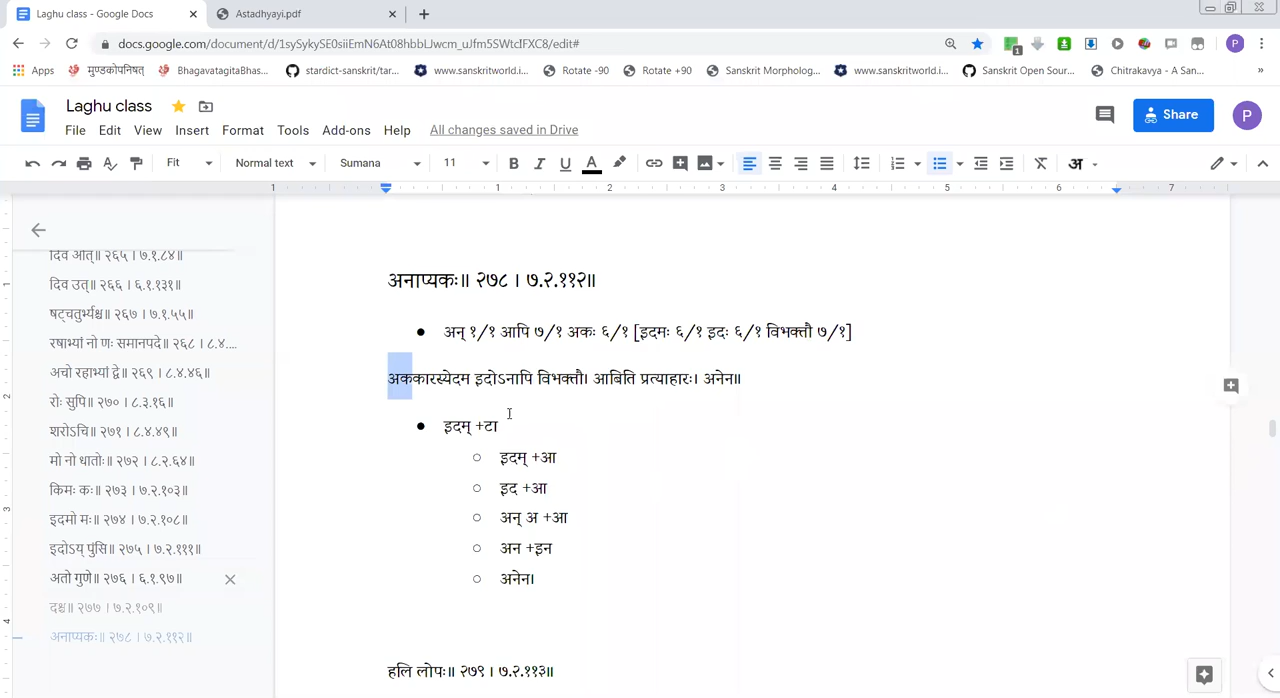 Laghu class - Google Docs
Astadhyayi.pdf
docs.google.com/document/d/1sySykySE0siiEmN6At08hbbLJwcm_uJfm5SWtcIFXC8/edit#
Apps मुण्डकोपनिषत् BhagavatagitaBhas... stardict-sanskrit/tar... www.sanskritworld.i... Rotate -90 Rotate +90 Sanskrit Morpholog... www.sanskritworld.i... Sanskrit Open Sour... Chitrakavya - A San... »
Laghu class
File Edit View Insert Format Tools Add-ons Help All changes saved in Drive
Share
P
Fit Normal text Sumana 11 B I U A अ
1 1 2 3 4 5 6 7
दिव औत्॥ २६५ । ७.१.८४॥
दिव उत्॥ २६६ । ६.१.१३१॥
षट्चतुर्भ्यश्च॥ २६७ । ७.१.५५॥
रषाभ्यां नो णः समानपदे॥ २६८ । ८.४....
अचो रहाभ्यां द्वे॥ २६९ । ८.४.४६॥
रोः सुपि॥ २७० । ८.३.१६॥
शरोऽचि॥ २७१ । ८.४.४९॥
मो नो धातोः॥ २७२ । ८.२.६४॥
किमः कः॥ २७३ । ७.२.१०३॥
इदमो मः॥ २७४ । ७.२.१०८॥
इदोऽय् पुंसि॥ २७५ । ७.२.१११॥
अतो गुणे॥ २७६ । ६.१.९७॥
दश्च॥ २७७ । ७.२.१०९॥
अनाप्यकः॥ २७८ । ७.२.११२॥
अनाप्यकः॥ २७८ । ७.२.११२॥
● अन् १/१ आपि ७/१ अकः ६/१ [इदमः ६/१ इदः ६/१ विभक्तौ ७/१]
अककारस्येदम इदोऽनापि विभक्तौ। आबिति प्रत्याहारः। अनेन॥
● इदम् +टा
○ इदम् +आ
○ इद +आ
○ अन् अ +आ
○ अन +इन
○ अनेन।
हलि लोपः॥ २७९ । ७.२.११३॥